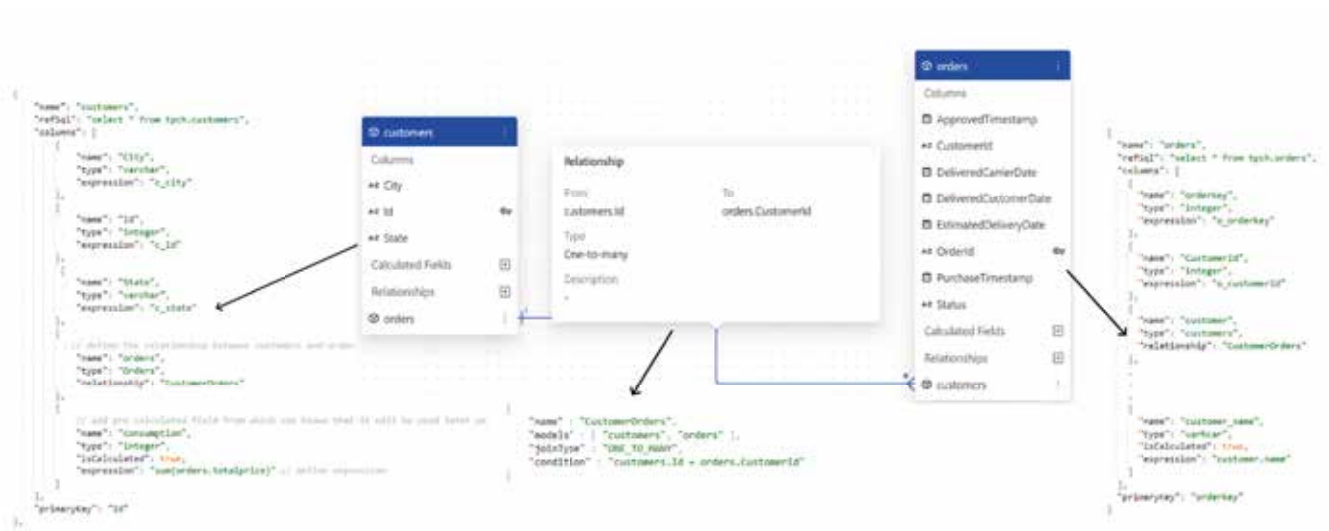 {
"name": "customers",
"refSql": "select * from tpch.customers",
"columns": [
{
"name": "City",
"type": "varchar",
"expression": "c_city"
},
{
"name": "Id",
"type": "integer",
"expression": "c_id"
},
{
"name": "State",
"type": "varchar",
"expression": "c_state"
},
{
// define the relationship between customers and order
"name": "orders",
"type": "Orders",
"relationship": "CustomerOrders"
{
// add pre calculated field from which use knows that it will be used later on
"name": "consumption",
"type": "integer",
"isCalculated": true,
"expression": "sum(orders.totalprice)" // define expression
}
],
"primaryKey": "Id"
},
customers
Columns
City
Id
State
Calculated Fields
Relationships
orders
Relationship
From
customers.Id
To
orders.CustomerId
Type
One-to-many
Description
-
"name" : "CustomerOrders",
"models" : [ "customers", "orders" ],
"joinType" : "ONE_TO_MANY",
"condition" : "customers.Id = orders.CustomerId"
orders
Columns
ApprovedTimestamp
CustomerId
DeliveredCarrierDate
DeliveredCustomerDate
EstimatedDeliveryDate
OrderId
PurchaseTimestamp
Status
Calculated Fields
Relationships
customers
{
"name": "orders",
"refSql": "select * from tpch.orders",
"columns": [
{
"name": "orderkey",
"type": "integer",
"expression": "o_orderkey"
},
{
"name": "CustomerId",
"type": "integer",
"expression": "o_customerId"
},
{
"name": "customer",
"type": "customers",
"relationship": "CustomerOrders"
},
.
.
.
{
"name": "customer_name",
"type": "varhcar",
"isCalculated": true,
"expression": "customer.name"
}
],
"primaryKey": "orderkey"
}